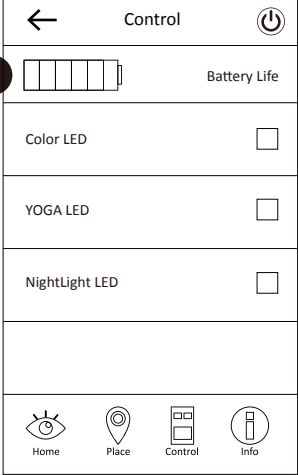 Control
Battery Life
Color LED
YOGA LED
NightLight LED
Home Place Control Info